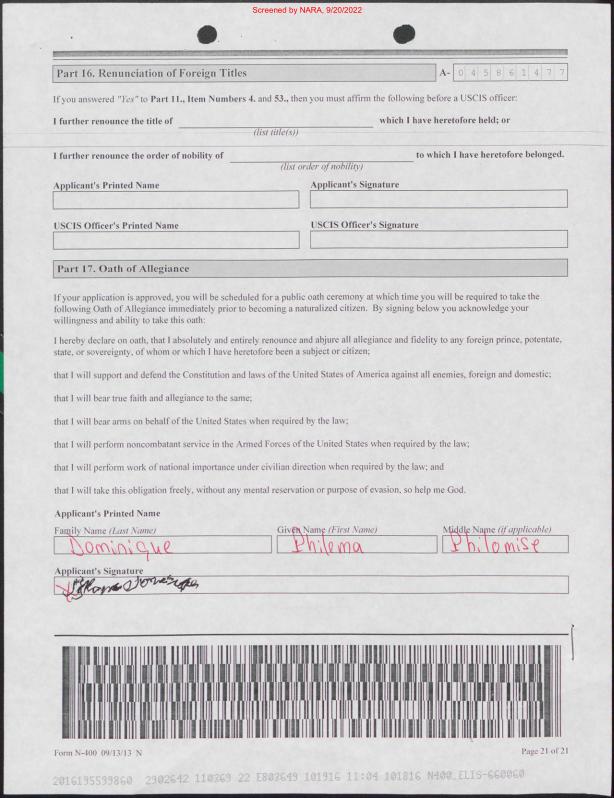 Screened by NARA, 9/20/2022
Part 16. Renunciation of Foreign Titles
A- 0 4 5 8 6 1 4 7 7
If you answered "Yes" to Part 11., Item Numbers 4. and 53., then you must affirm the following before a USCIS officer:
I further renounce the title of which I have heretofore held; or
(list title(s))
I further renounce the order of nobility of to which I have heretofore belonged.
(list order of nobility)
Applicant's Printed Name Applicant's Signature
USCIS Officer's Printed Name USCIS Officer's Signature
Part 17. Oath of Allegiance
If your application is approved, you will be scheduled for a public oath ceremony at which time you will be required to take the
following Oath of Allegiance immediately prior to becoming a naturalized citizen. By signing below you acknowledge your
willingness and ability to take this oath:
I hereby declare on oath, that I absolutely and entirely renounce and abjure all allegiance and fidelity to any foreign prince, potentate,
state, or sovereignty, of whom or which I have heretofore been a subject or citizen;
that I will support and defend the Constitution and laws of the United States of America against all enemies, foreign and domestic;
that I will bear true faith and allegiance to the same;
that I will bear arms on behalf of the United States when required by the law;
that I will perform noncombatant service in the Armed Forces of the United States when required by the law;
that I will perform work of national importance under civilian direction when required by the law; and
that I will take this obligation freely, without any mental reservation or purpose of evasion, so help me God.
Applicant's Printed Name
Family Name (Last Name) Given Name (First Name) Middle Name (if applicable)
Dominique Philema Philomise
Applicant's Signature
Form N-400 09/13/13 N Page 21 of 21
2016195599860 2902642 110269 22 E802649 101916 11:04 101816 N400_ELIS-660060